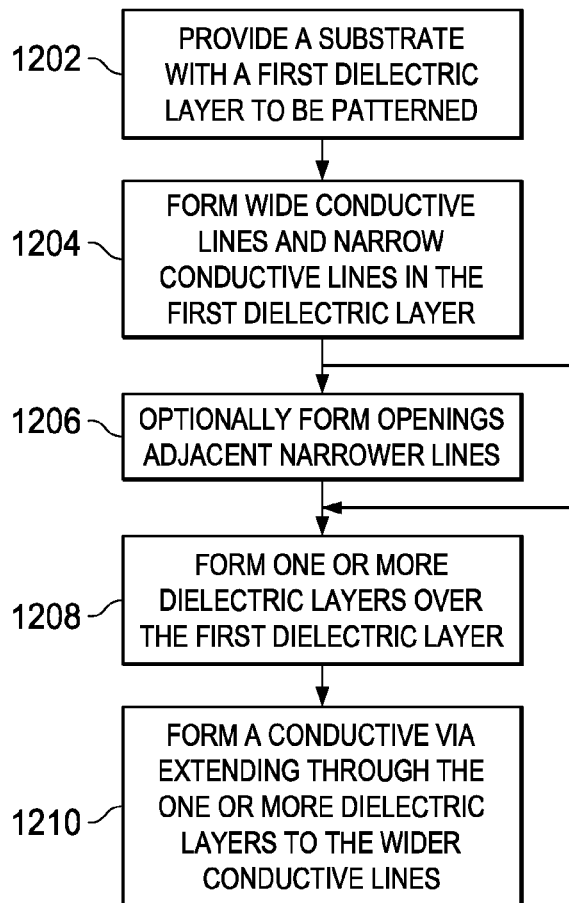 1202
PROVIDE A SUBSTRATE
WITH A FIRST DIELECTRIC
LAYER TO BE PATTERNED
1204
FORM WIDE CONDUCTIVE
LINES AND NARROW
CONDUCTIVE LINES IN THE
FIRST DIELECTRIC LAYER
1206
OPTIONALLY FORM OPENINGS
ADJACENT NARROWER LINES
1208
FORM ONE OR MORE
DIELECTRIC LAYERS OVER
THE FIRST DIELECTRIC LAYER
1210
FORM A CONDUCTIVE VIA
EXTENDING THROUGH THE
ONE OR MORE DIELECTRIC
LAYERS TO THE WIDER
CONDUCTIVE LINES